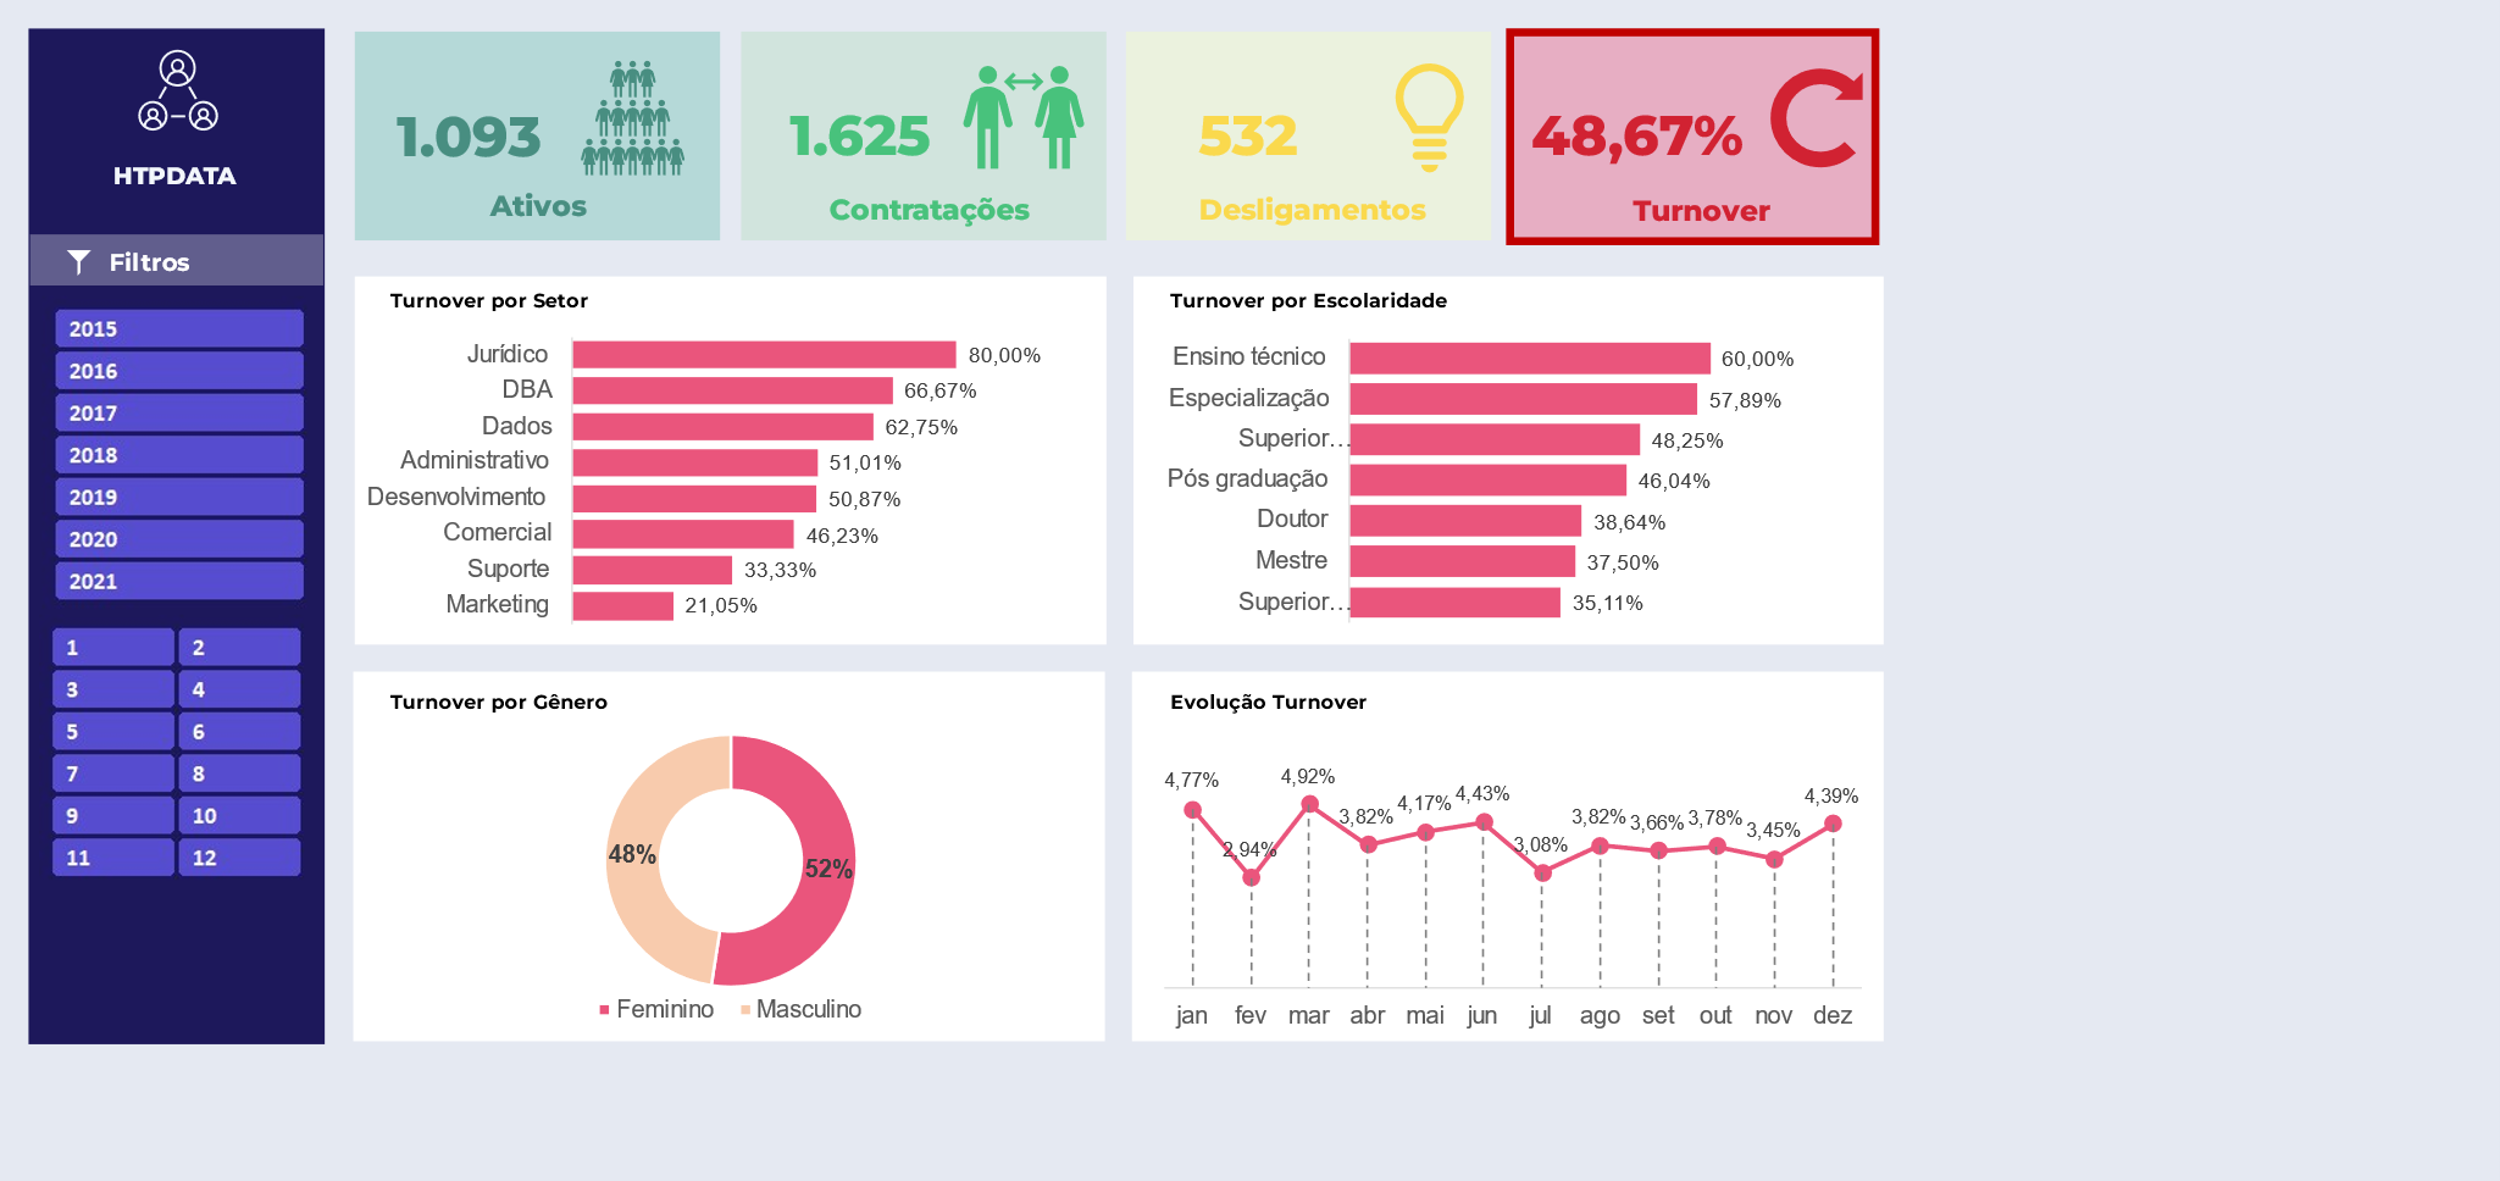 HTPDATA
Filtros
2015
2016
2017
2018
2019
2020
2021
1 2
3 4
5 6
7 8
9 10
11 12
1.093
Ativos
1.625
Contratações
532
Desligamentos
48,67%
Turnover
Turnover por Setor
Jurídico 80,00%
DBA 66,67%
Dados 62,75%
Administrativo 51,01%
Desenvolvimento 50,87%
Comercial 46,23%
Suporte 33,33%
Marketing 21,05%
Turnover por Escolaridade
Ensino técnico 60,00%
Especialização 57,89%
Superior... 48,25%
Pós graduação 46,04%
Doutor 38,64%
Mestre 37,50%
Superior... 35,11%
Turnover por Gênero
48% 52%
Feminino Masculino
Evolução Turnover
4,77% 2,94% 4,92% 3,82% 4,17% 4,43% 3,08% 3,82% 3,66% 3,78% 3,45% 4,39%
jan fev mar abr mai jun jul ago set out nov dez